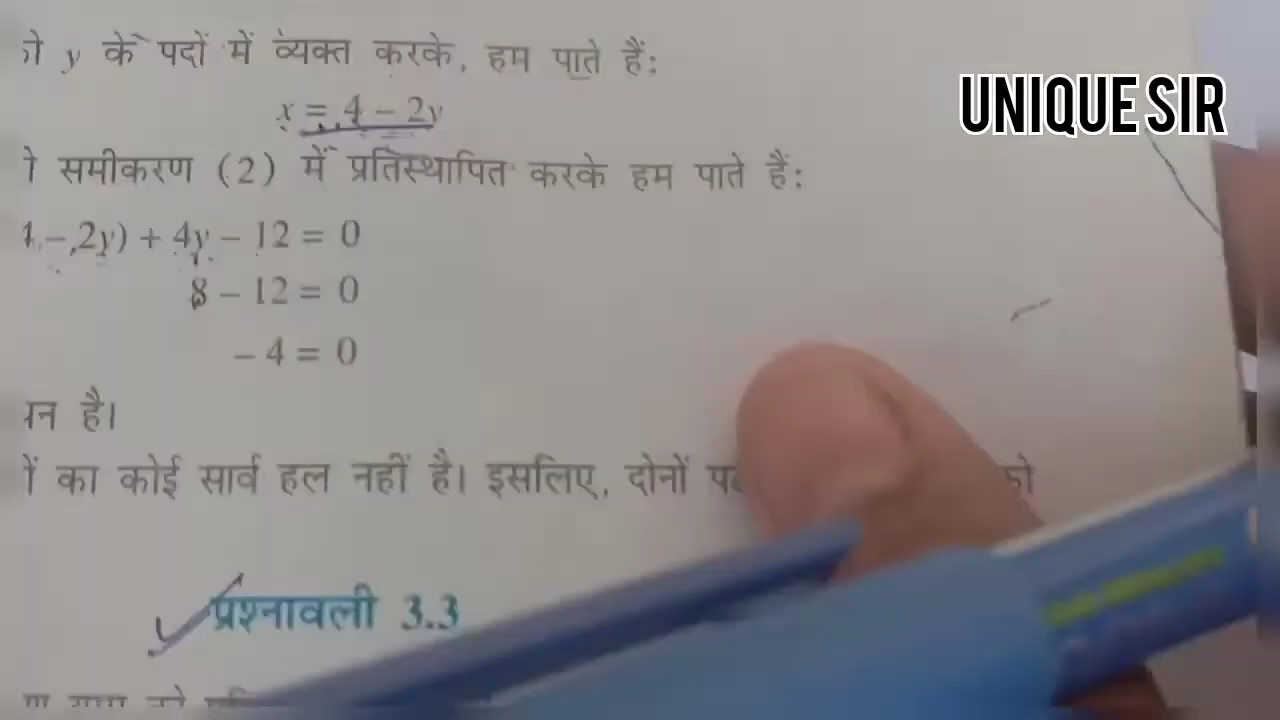 y के पदों में व्यक्त करके, हम पाते हैं:
x = 4 – 2y
UNIQUE SIR
समीकरण (2) में प्रतिस्थापित करके हम पाते हैं:
– 2y) + 4y – 12 = 0
8 – 12 = 0
– 4 = 0
है।
का कोई सार्व हल नहीं है। इसलिए, दोनों
प्रश्नावली 3.3